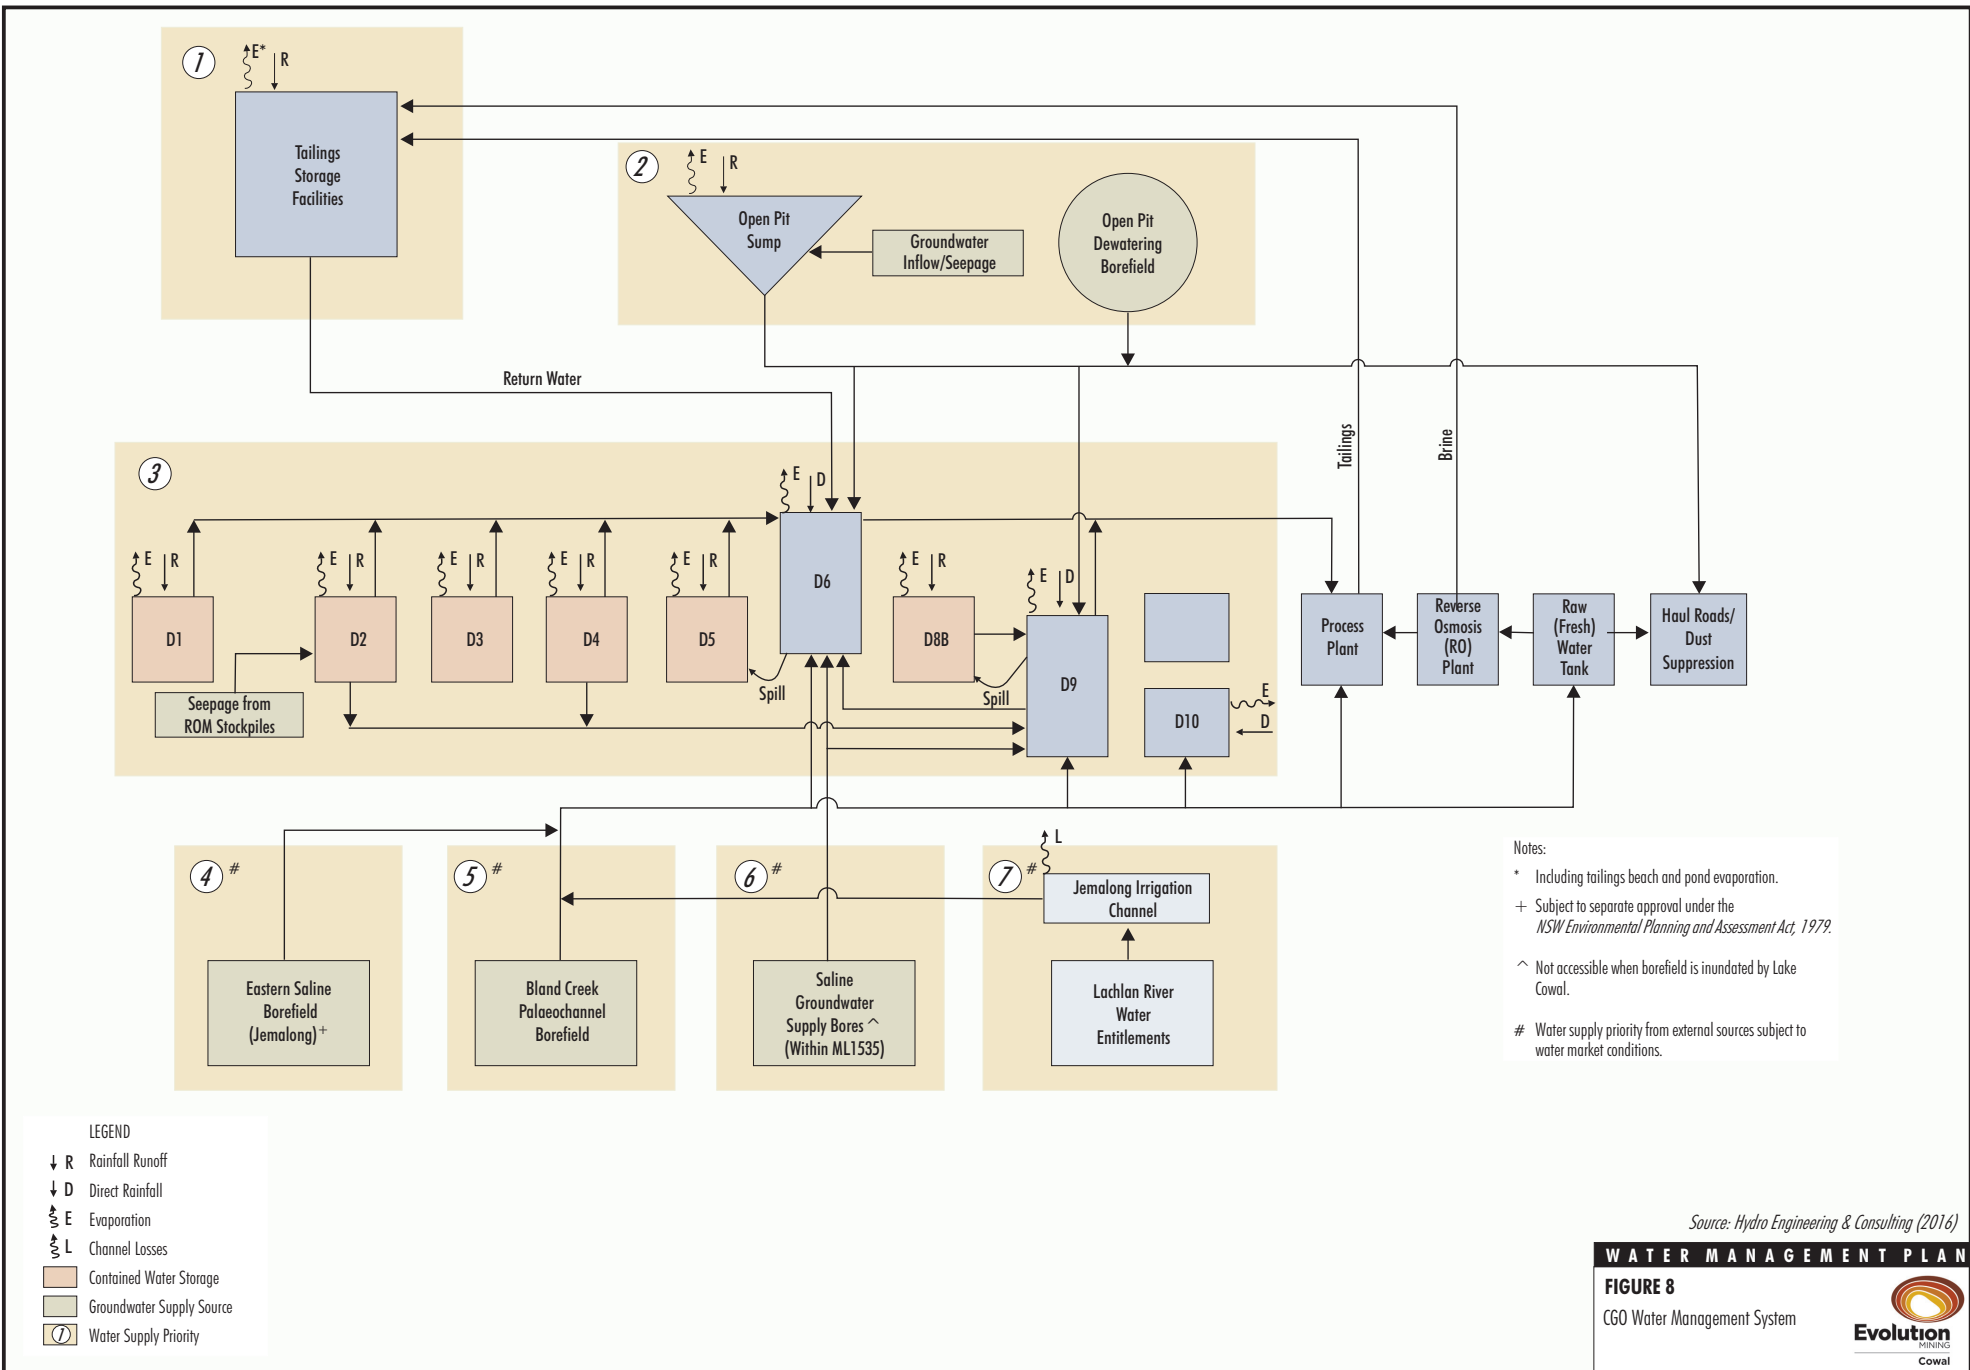 1
E*
R
Tailings
Storage
Facilities
2
E
R
Open Pit
Sump
Groundwater
Inflow/Seepage
Open Pit
Dewatering
Borefield
Return Water
Tailings
Brine
3
E
D
E
R
E
R
E
R
E
R
E
R
E
R
E
D
D1
D2
D3
D4
D5
D6
D8B
D9
D10
E
D
Seepage from
ROM Stockpiles
Spill
Spill
Process
Plant
Reverse
Osmosis
(RO)
Plant
Raw
(Fresh)
Water
Tank
Haul Roads/
Dust
Suppression
4 #
Eastern Saline
Borefield
(Jemalong)+
5 #
Bland Creek
Palaeochannel
Borefield
6 #
Saline
Groundwater
Supply Bores ^
(Within ML1535)
7 #
L
Jemalong Irrigation
Channel
Lachlan River
Water
Entitlements
Notes:
* Including tailings beach and pond evaporation.
+ Subject to separate approval under the
NSW Environmental Planning and Assessment Act, 1979.
^ Not accessible when borefield is inundated by Lake
Cowal.
# Water supply priority from external sources subject to
water market conditions.
LEGEND
R Rainfall Runoff
D Direct Rainfall
E Evaporation
L Channel Losses
Contained Water Storage
Groundwater Supply Source
1 Water Supply Priority
Source: Hydro Engineering & Consulting (2016)
WATER MANAGEMENT PLAN
FIGURE 8
CGO Water Management System
Evolution
MINING
Cowal